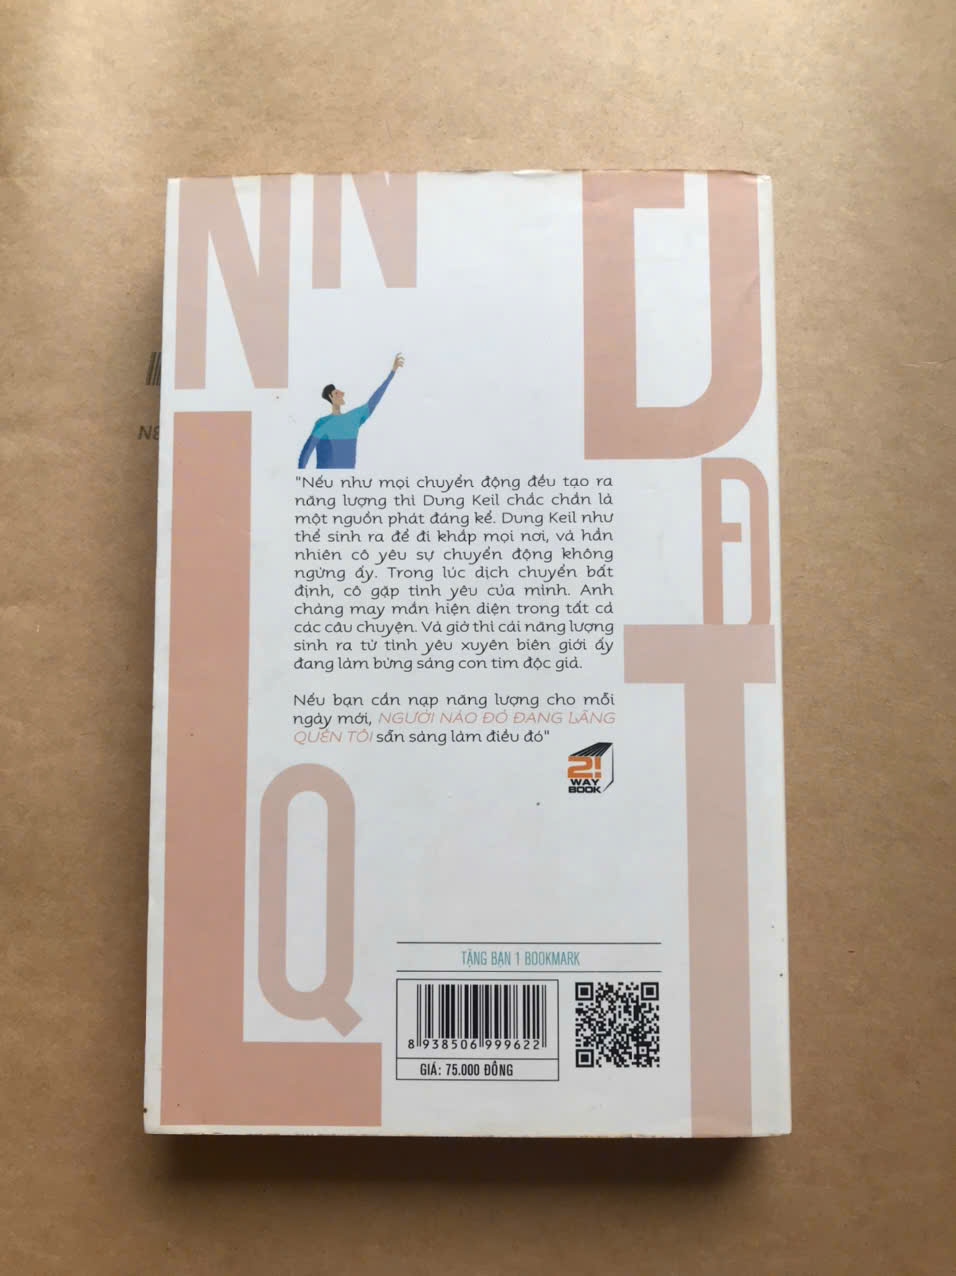 NN
D
L
Đ
T
Q
"Nếu như mọi chuyển động đều tạo ra
năng lượng thì Dung Keil chắc chắn là
một nguồn phát đáng kể. Dung Keil như
thể sinh ra để đi khắp mọi nơi, và hẳn
nhiên cô yêu sự chuyển động không
ngừng ấy. Trong lúc dịch chuyển bất
định, cô gặp tình yêu của mình. Anh
chàng may mắn hiện diện trong tất cả
các câu chuyện. Và giờ thì cái năng lượng
sinh ra từ tình yêu xuyên biên giới ấy
đang làm bừng sáng con tim độc giả.
Nếu bạn cần nạp năng lượng cho mỗi
ngày mới, NGƯỜI NÀO ĐÓ ĐANG LÃNG
QUÊN TÔI sẵn sàng làm điều đó"
2!
WAY
BOOK
TẶNG BẠN 1 BOOKMARK
8 938506 999622
GIÁ: 75.000 ĐỒNG